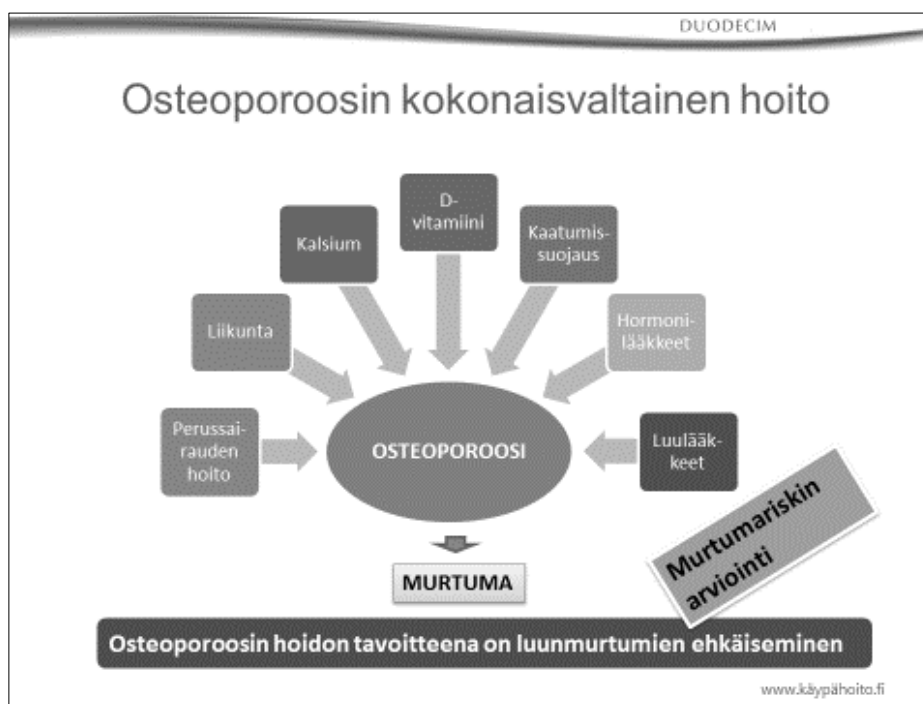 DUODECIM
Osteoporoosin kokonaisvaltainen hoito
D-
vitamiini
Kalsium
Kaatumis-
suojaus
Liikunta
Hormoni-
lääkkeet
Perussai-
rauden
hoito
OSTEOPOROOSI
Luulääk-
keet
Murtumariskin
arviointi
MURTUMA
Osteoporoosin hoidon tavoitteena on luunmurtumien ehkäiseminen
www.käypähoito.fi